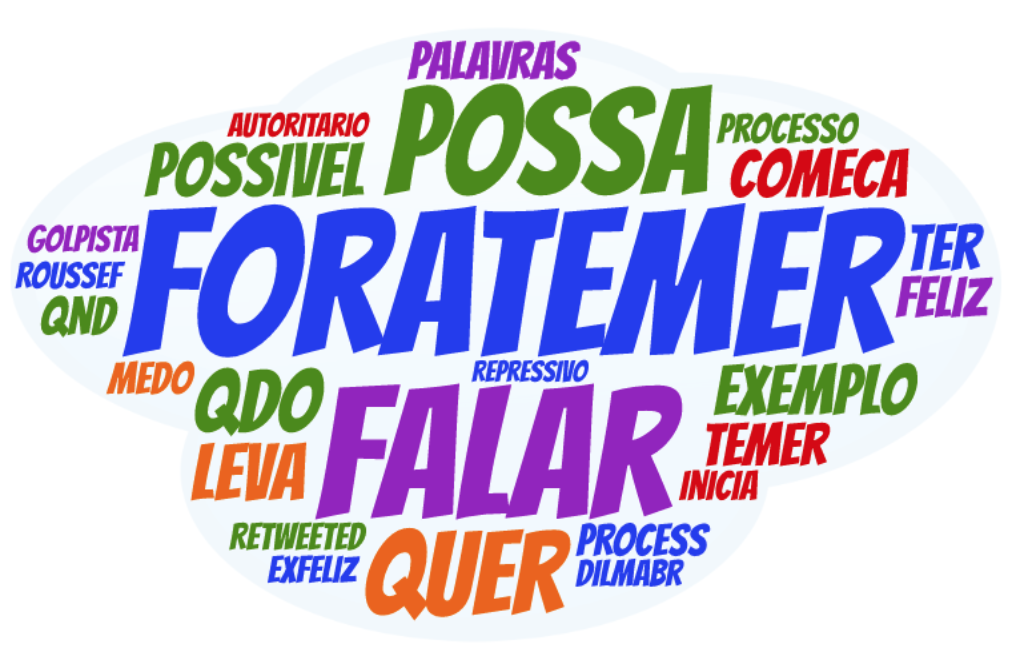 PALAVRAS
POSSA
AUTORITARIO
PROCESSO
POSSIVEL
COMECA
FORATEMER
GOLPISTA
TER
ROUSSEF
FELIZ
QND
MEDO
REPRESSIVO
QDO
EXEMPLO
FALAR
TEMER
LEVA
INICIA
RETWEETED
QUER
PROCESS
EXFELIZ
DILMABR